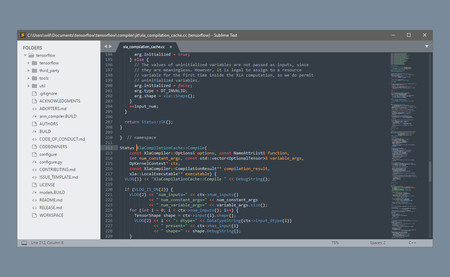 C:\Users\will\Documents\tensorflow\tensorflow\compiler\jit\xla_compilation_cache.cc (tensorflow) - Sublime Text
FOLDERS
tensorflow
tensorflow
third_party
tools
util
.gitignore
ACKNOWLEDGMENTS
ADOPTERS.md
arm_BUILD
AUTHORS
BUILD
CODE_OF_CONDUCT.md
CODEOWNERS
configure
configure.py
CONTRIBUTING.md
ISSUE_TEMPLATE.md
LICENSE
models.BUILD
README.md
RELEASE.md
WORKSPACE
xla_compilation_cache.cc
arg.initialized = true;
} else {
// The values of uninitialized variables are not passed as inputs, since
// they are meaningless. However, it is legal to assign to a resource
// variable for the first time inside the XLA computation, so we do permit
// uninitialized variables.
arg.initialized = false;
arg.type = DT_INVALID;
arg.shape = xla::Shape();
}
++input_num;
}
return Status::OK();
}
} // namespace
Status XlaCompilationCache::Compile(
const XlaCompiler::Options& options, const NameAttrList& function,
int num_constant_args, const std::vector<OptionalTensor>& variable_args,
OpKernelContext* ctx,
const XlaCompiler::CompilationResult** compilation_result,
xla::LocalExecutable** executable) {
VLOG(1) << "XlaCompilationCache::Compile " << DebugString();
if (VLOG_IS_ON(2)) {
VLOG(2) << "num_inputs=" << ctx->num_inputs()
<< " num_constant_args=" << num_constant_args
<< " num_variable_args=" << variable_args.size();
for (int i = 0; i < ctx->num_inputs(); i++) {
TensorShape shape = ctx->input(i).shape();
VLOG(2) << i << ": dtype=" << DataTypeString(ctx->input_dtype(i))
<< " present=" << ctx->has_input(i)
<< " shape=" << shape.DebugString();
Spaces: 2
C++